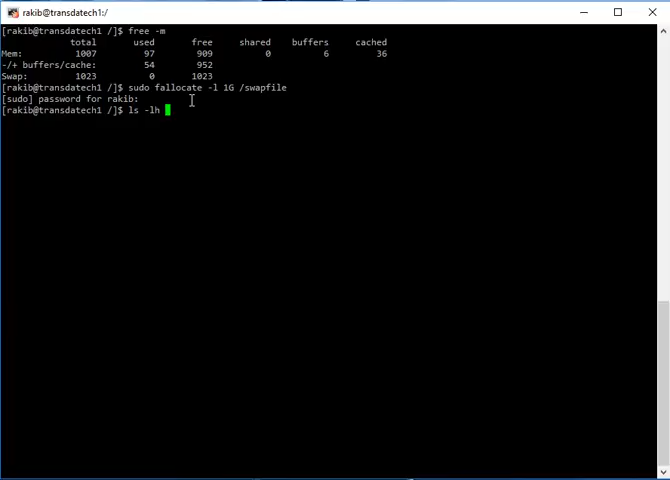 rakib@transdatech1:/
[rakib@transdatech1 /]$ free -m
total used free shared buffers cached
Mem: 1007 97 909 0 6 36
-/+ buffers/cache: 54 952
Swap: 1023 0 1023
[rakib@transdatech1 /]$ sudo fallocate -l 1G /swapfile
[sudo] password for rakib:
[rakib@transdatech1 /]$ ls -lh